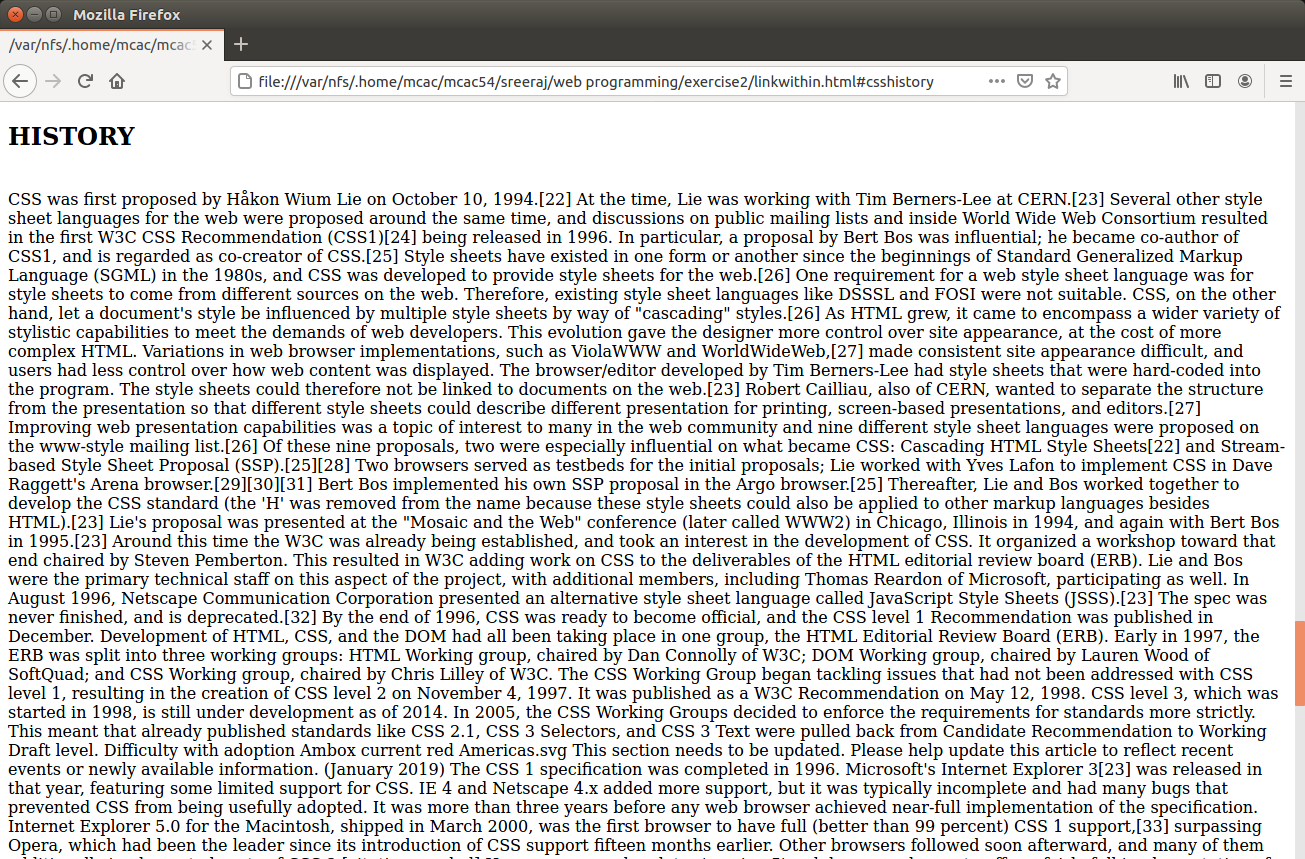 Mozilla Firefox
/var/nfs/.home/mcac/mcac
file:///var/nfs/.home/mcac/mcac54/sreeraj/web programming/exercise2/linkwithin.html#csshistory
HISTORY
CSS was first proposed by Håkon Wium Lie on October 10, 1994.[22] At the time, Lie was working with Tim Berners-Lee at CERN.[23] Several other style
sheet languages for the web were proposed around the same time, and discussions on public mailing lists and inside World Wide Web Consortium resulted
in the first W3C CSS Recommendation (CSS1)[24] being released in 1996. In particular, a proposal by Bert Bos was influential; he became co-author of
CSS1, and is regarded as co-creator of CSS.[25] Style sheets have existed in one form or another since the beginnings of Standard Generalized Markup
Language (SGML) in the 1980s, and CSS was developed to provide style sheets for the web.[26] One requirement for a web style sheet language was for
style sheets to come from different sources on the web. Therefore, existing style sheet languages like DSSSL and FOSI were not suitable. CSS, on the other
hand, let a document's style be influenced by multiple style sheets by way of "cascading" styles.[26] As HTML grew, it came to encompass a wider variety of
stylistic capabilities to meet the demands of web developers. This evolution gave the designer more control over site appearance, at the cost of more
complex HTML. Variations in web browser implementations, such as ViolaWWW and WorldWideWeb,[27] made consistent site appearance difficult, and
users had less control over how web content was displayed. The browser/editor developed by Tim Berners-Lee had style sheets that were hard-coded into
the program. The style sheets could therefore not be linked to documents on the web.[23] Robert Cailliau, also of CERN, wanted to separate the structure
from the presentation so that different style sheets could describe different presentation for printing, screen-based presentations, and editors.[27]
Improving web presentation capabilities was a topic of interest to many in the web community and nine different style sheet languages were proposed on
the www-style mailing list.[26] Of these nine proposals, two were especially influential on what became CSS: Cascading HTML Style Sheets[22] and Stream-
based Style Sheet Proposal (SSP).[25][28] Two browsers served as testbeds for the initial proposals; Lie worked with Yves Lafon to implement CSS in Dave
Raggett's Arena browser.[29][30][31] Bert Bos implemented his own SSP proposal in the Argo browser.[25] Thereafter, Lie and Bos worked together to
develop the CSS standard (the 'H' was removed from the name because these style sheets could also be applied to other markup languages besides
HTML).[23] Lie's proposal was presented at the "Mosaic and the Web" conference (later called WWW2) in Chicago, Illinois in 1994, and again with Bert Bos
in 1995.[23] Around this time the W3C was already being established, and took an interest in the development of CSS. It organized a workshop toward that
end chaired by Steven Pemberton. This resulted in W3C adding work on CSS to the deliverables of the HTML editorial review board (ERB). Lie and Bos
were the primary technical staff on this aspect of the project, with additional members, including Thomas Reardon of Microsoft, participating as well. In
August 1996, Netscape Communication Corporation presented an alternative style sheet language called JavaScript Style Sheets (JSSS).[23] The spec was
never finished, and is deprecated.[32] By the end of 1996, CSS was ready to become official, and the CSS level 1 Recommendation was published in
December. Development of HTML, CSS, and the DOM had all been taking place in one group, the HTML Editorial Review Board (ERB). Early in 1997, the
ERB was split into three working groups: HTML Working group, chaired by Dan Connolly of W3C; DOM Working group, chaired by Lauren Wood of
SoftQuad; and CSS Working group, chaired by Chris Lilley of W3C. The CSS Working Group began tackling issues that had not been addressed with CSS
level 1, resulting in the creation of CSS level 2 on November 4, 1997. It was published as a W3C Recommendation on May 12, 1998. CSS level 3, which was
started in 1998, is still under development as of 2014. In 2005, the CSS Working Groups decided to enforce the requirements for standards more strictly.
This meant that already published standards like CSS 2.1, CSS 3 Selectors, and CSS 3 Text were pulled back from Candidate Recommendation to Working
Draft level. Difficulty with adoption Ambox current red Americas.svg This section needs to be updated. Please help update this article to reflect recent
events or newly available information. (January 2019) The CSS 1 specification was completed in 1996. Microsoft's Internet Explorer 3[23] was released in
that year, featuring some limited support for CSS. IE 4 and Netscape 4.x added more support, but it was typically incomplete and had many bugs that
prevented CSS from being usefully adopted. It was more than three years before any web browser achieved near-full implementation of the specification.
Internet Explorer 5.0 for the Macintosh, shipped in March 2000, was the first browser to have full (better than 99 percent) CSS 1 support,[33] surpassing
Opera, which had been the leader since its introduction of CSS support fifteen months earlier. Other browsers followed soon afterward, and many of them